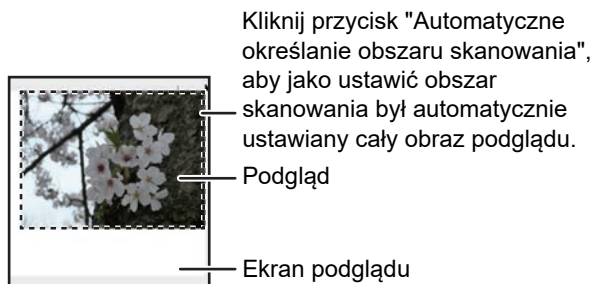 Kliknij przycisk "Automatyczne
określanie obszaru skanowania",
aby jako ustawić obszar
skanowania był automatycznie
ustawiany cały obraz podglądu.
Podgląd
Ekran podglądu